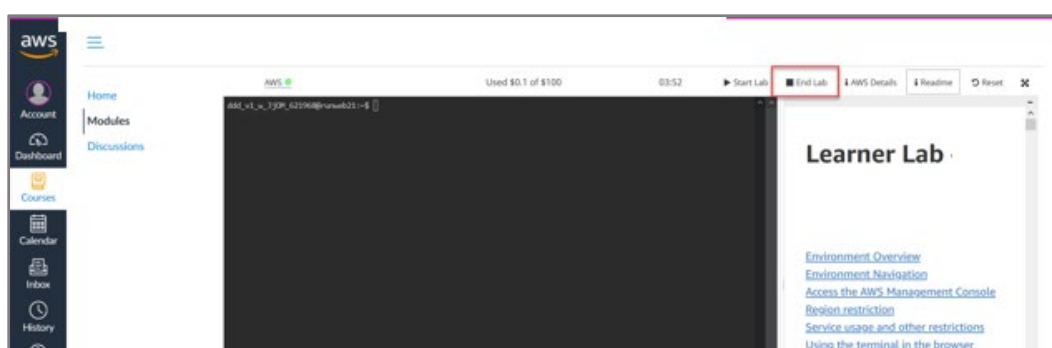 aws
Account
Dashboard
Courses
Calendar
Inbox
History
Home
Modules
Discussions
AWS
Used $0.1 of $100
03:52
Start Lab
End Lab
AWS Details
Readme
Reset
ddd_v1_w_JjOM_621968@runweb21:~$
Learner Lab
Environment Overview
Environment Navigation
Access the AWS Management Console
Region restriction
Service usage and other restrictions
Using the terminal in the browser